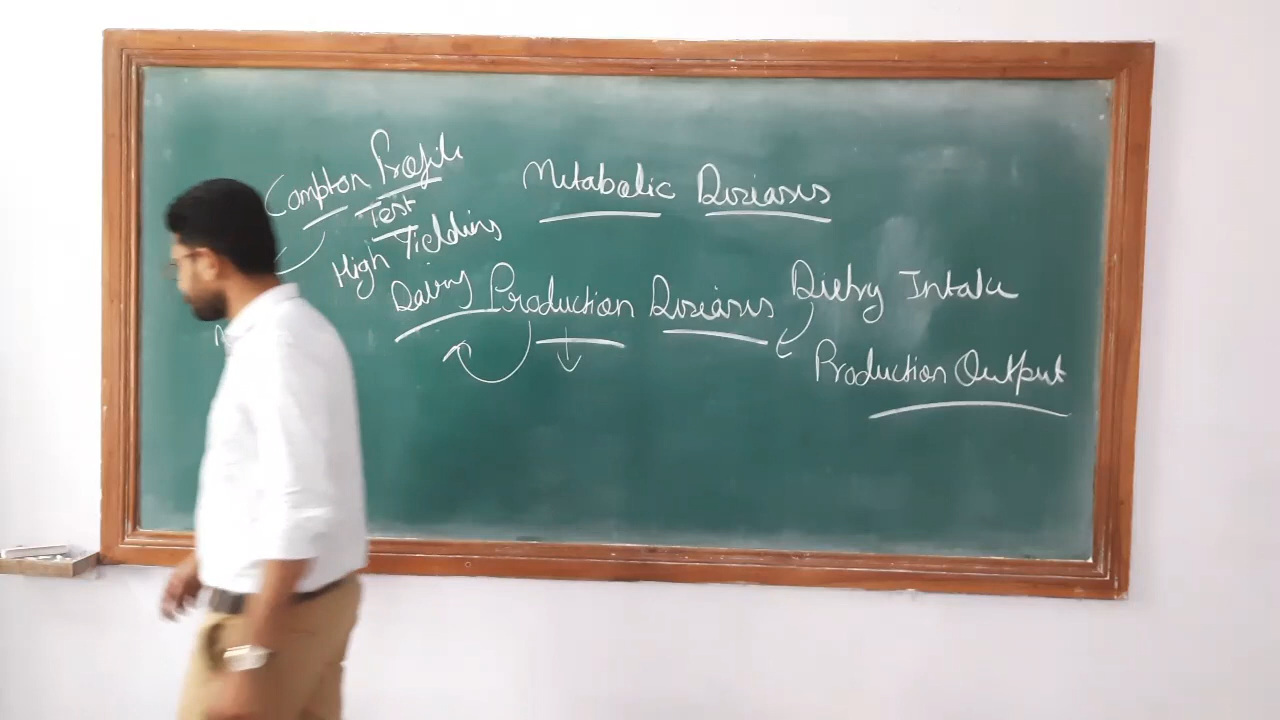 Compton Profile
Test
Metabolic Diseases
High Yielding
Dairy Production Diseases
Dietry Intake
Production Output